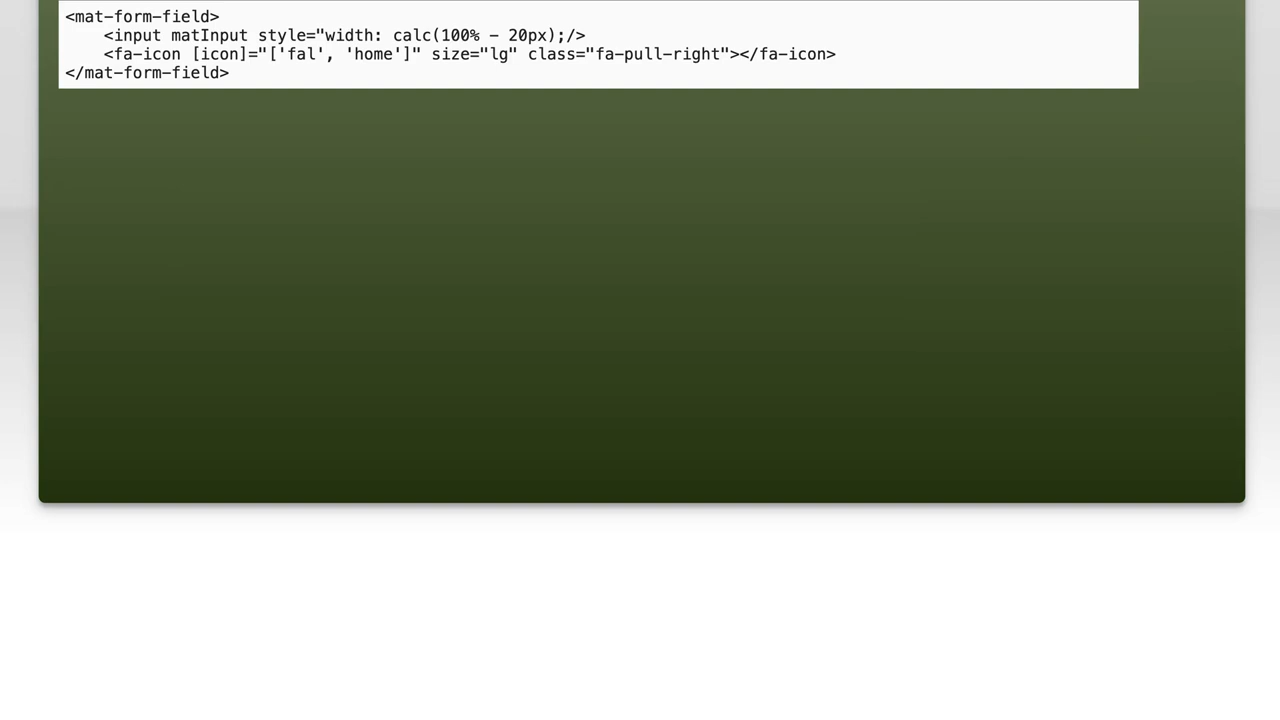 <mat-form-field>
<input matInput style="width: calc(100% - 20px);/>
<fa-icon [icon]="['fal', 'home']" size="lg" class="fa-pull-right"></fa-icon>
</mat-form-field>